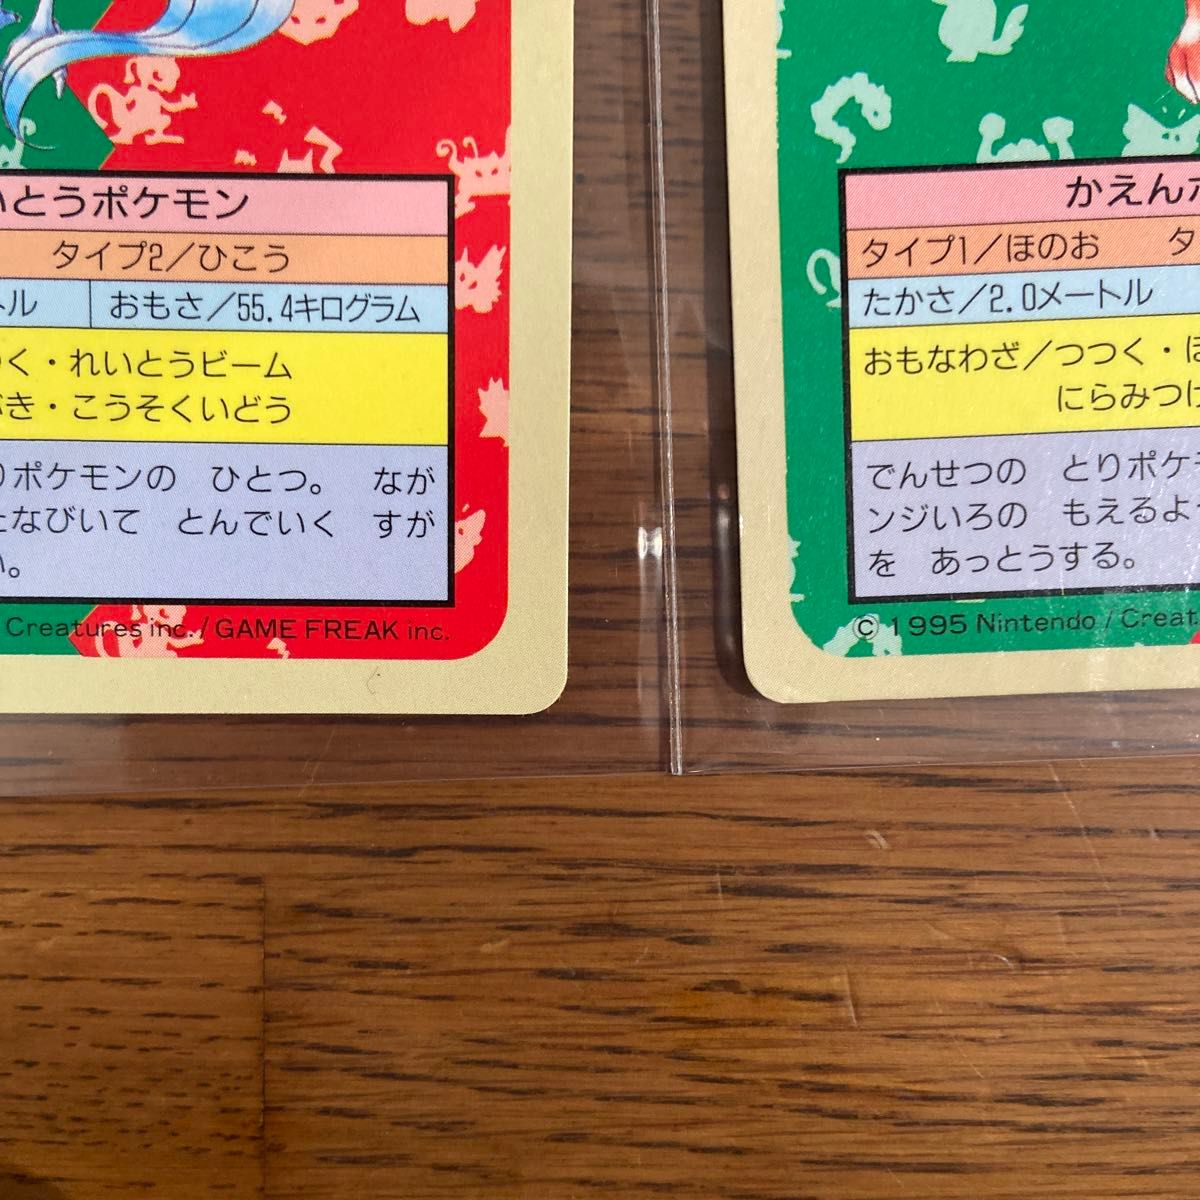 いとうポケモン
タイプ2／ひこう
トル おもさ／55.4キログラム
く・れいとうビーム
き・こうそくいどう
りポケモンの ひとつ。 なが
たなびいて とんでいく すが
い。
Creatures inc. / GAME FREAK inc.
かえんポ
タイプ1／ほのお タ
たかさ／2.0メートル
おもなわざ／つつく・ほ
にらみつけ
でんせつの とりポケモ
ンジいろの もえるよ
を あっとうする。
© 1995 Nintendo / Creat